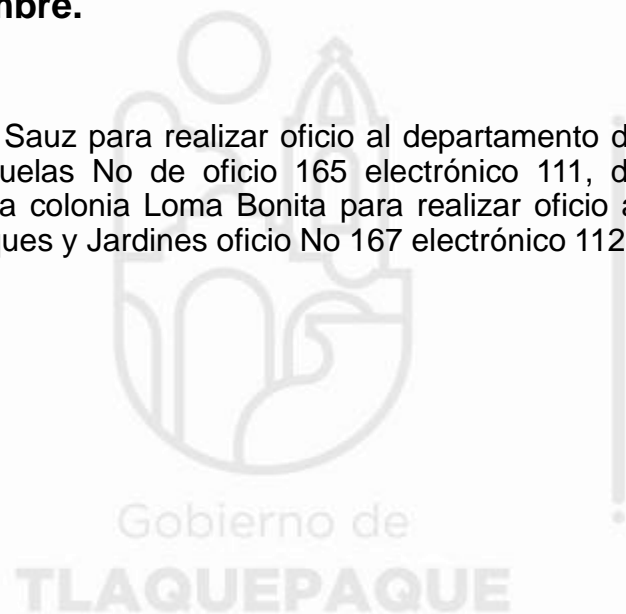 mbre.
Sauz para realizar oficio al departamento d
uelas No de oficio 165 electrónico 111, d
a colonia Loma Bonita para realizar oficio a
ques y Jardines oficio No 167 electrónico 112
Gobierno de
TLAQUEPAQUE